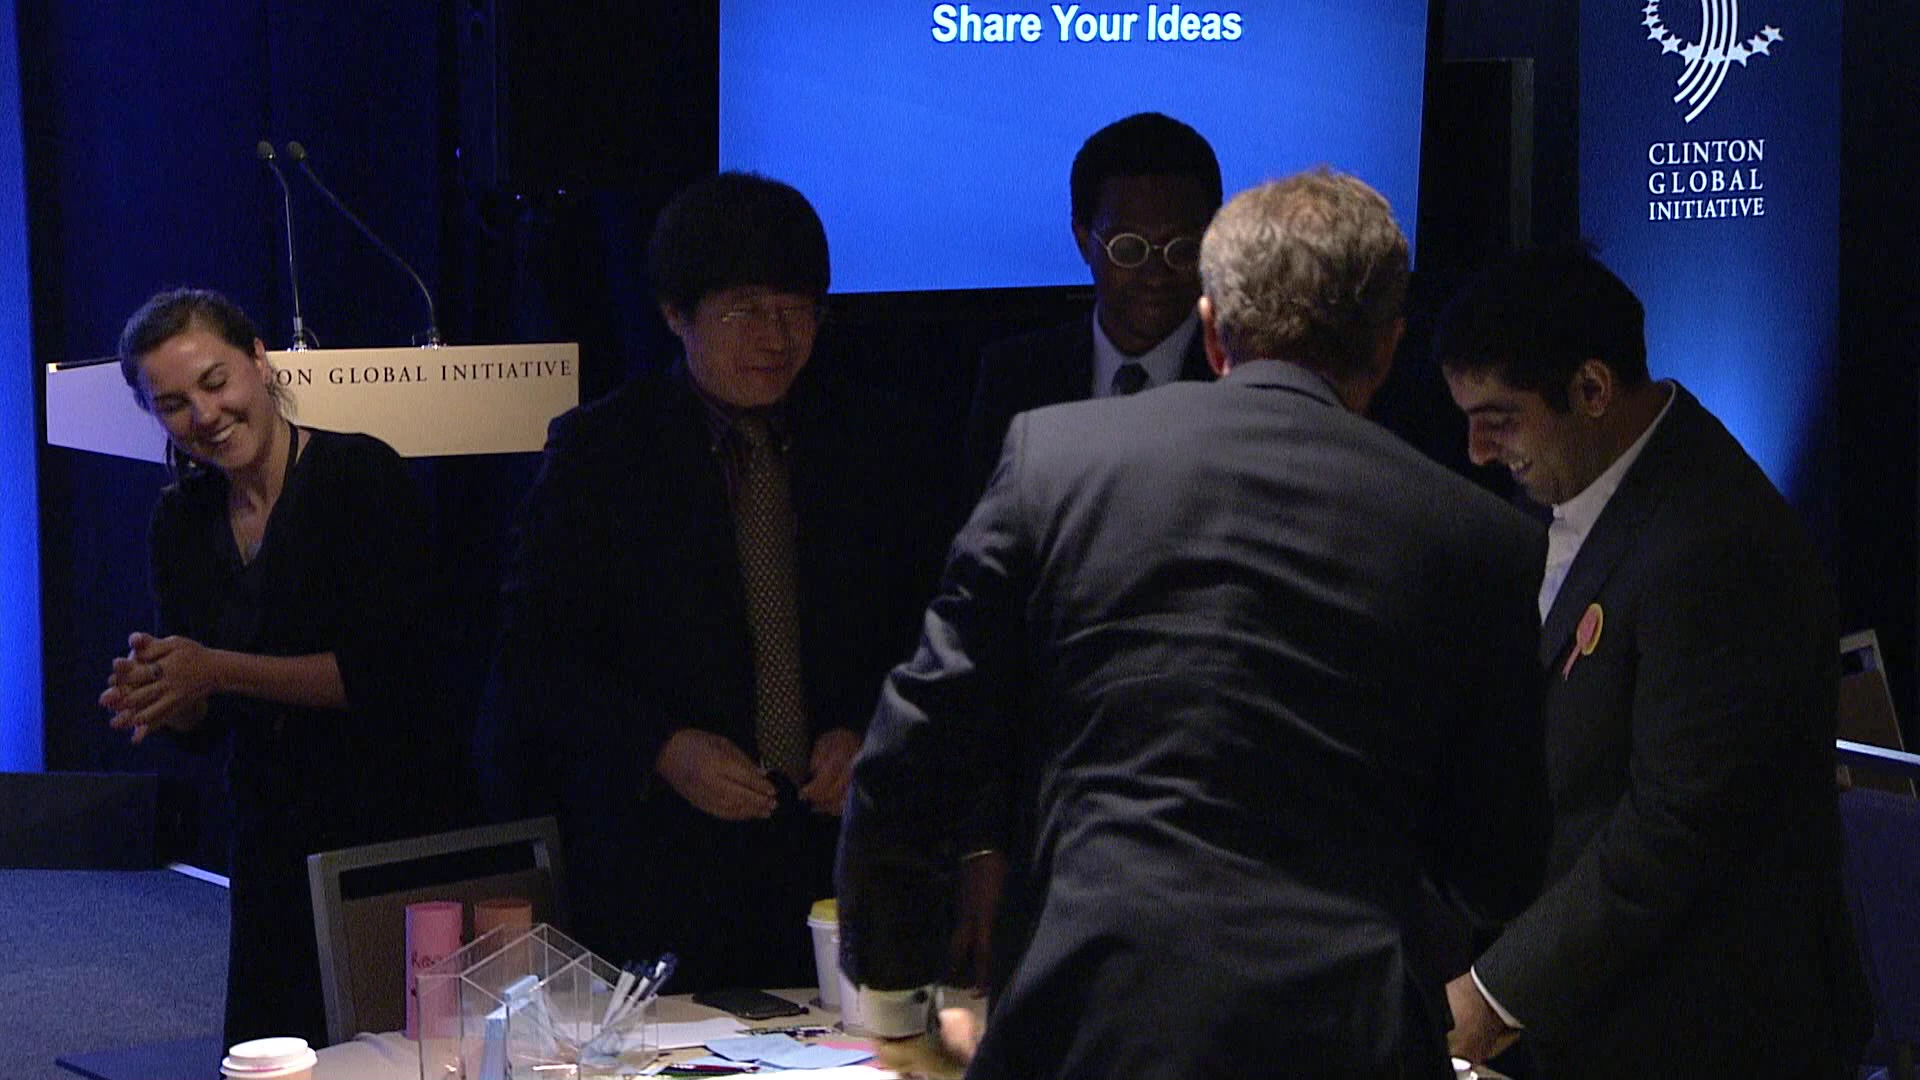 Share Your Ideas
CLINTON
GLOBAL
INITIATIVE
ON GLOBAL INITIATIVE